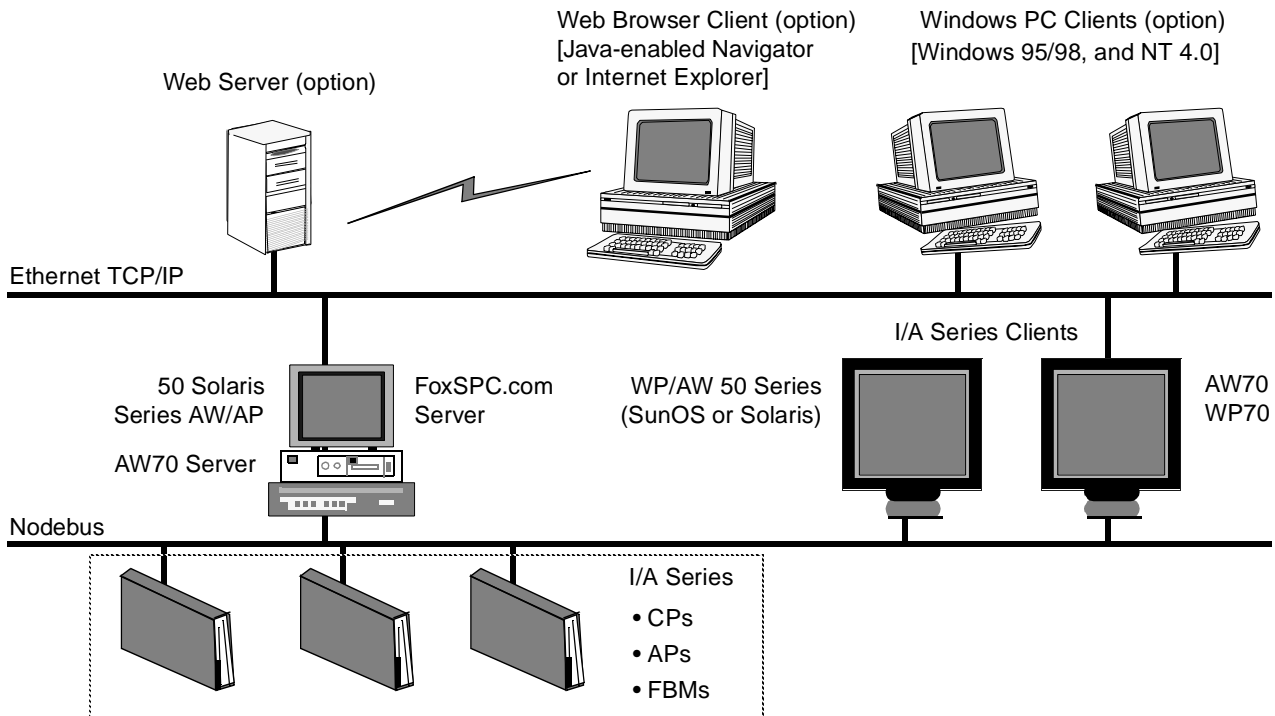 Web Browser Client (option)
[Java-enabled Navigator
or Internet Explorer]
Windows PC Clients (option)
[Windows 95/98, and NT 4.0]
Web Server (option)
Ethernet TCP/IP
I/A Series Clients
50 Solaris
Series AW/AP
AW70 Server
FoxSPC.com
Server
WP/AW 50 Series
(SunOS or Solaris)
AW70
WP70
Nodebus
I/A Series
• CPs
• APs
• FBMs